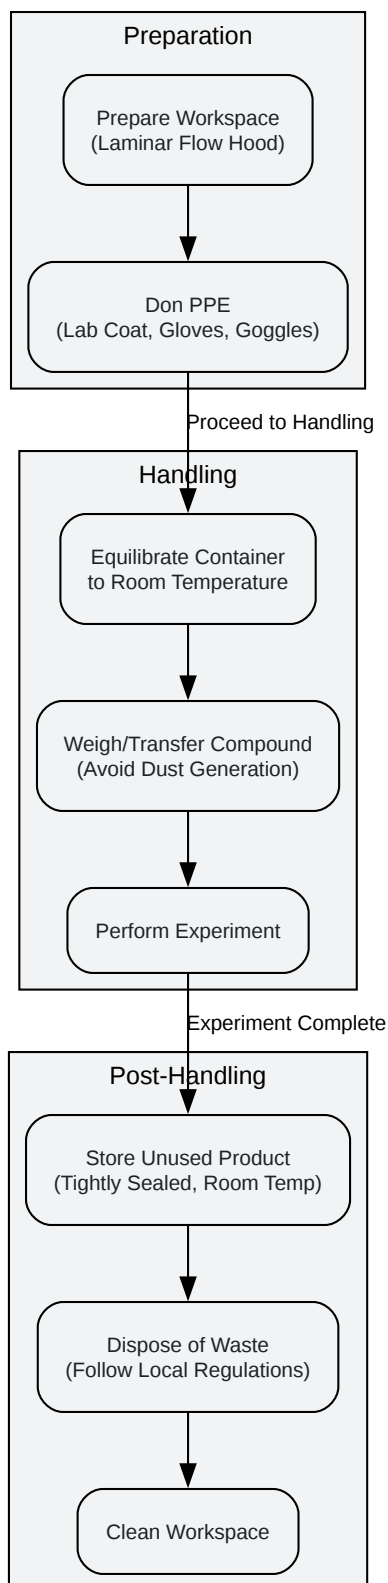 Preparation
Prepare Workspace
(Laminar Flow Hood)
Don PPE
(Lab Coat, Gloves, Goggles)
Proceed to Handling
Handling
Equilibrate Container
to Room Temperature
Weigh/Transfer Compound
(Avoid Dust Generation)
Perform Experiment
Experiment Complete
Post-Handling
Store Unused Product
(Tightly Sealed, Room Temp)
Dispose of Waste
(Follow Local Regulations)
Clean Workspace